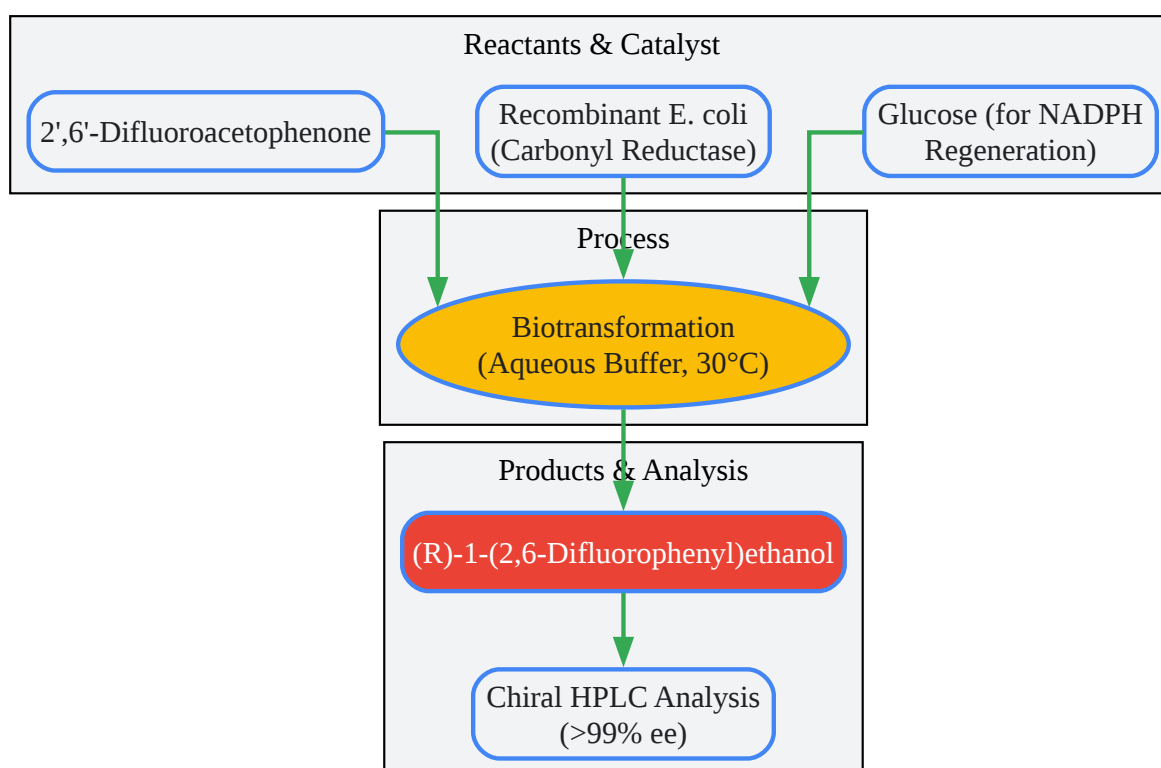 Reactants & Catalyst
2',6'-Difluoroacetophenone
Recombinant E. coli
(Carbonyl Reductase)
Glucose (for NADPH
Regeneration)
Process
Biotransformation
(Aqueous Buffer, 30°C)
Products & Analysis
(R)-1-(2,6-Difluorophenyl)ethanol
Chiral HPLC Analysis
(>99% ee)